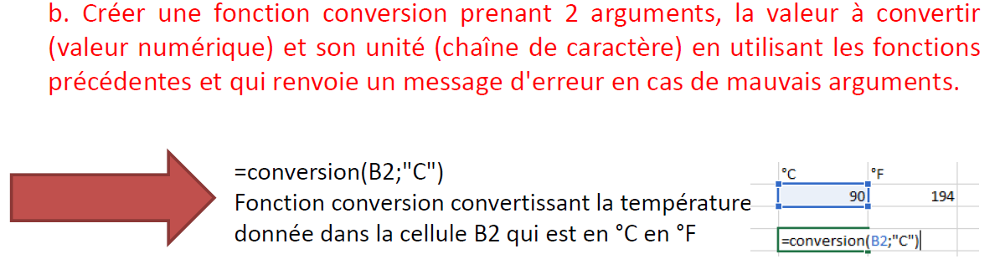 b. Créer une fonction conversion prenant 2 arguments, la valeur à convertir
(valeur numérique) et son unité (chaîne de caractère) en utilisant les fonctions
précédentes et qui renvoie un message d'erreur en cas de mauvais arguments.
=conversion(B2;"C")
Fonction conversion convertissant la température
donnée dans la cellule B2 qui est en °C en °F
°C °F
90 194
=conversion(B2;"C")